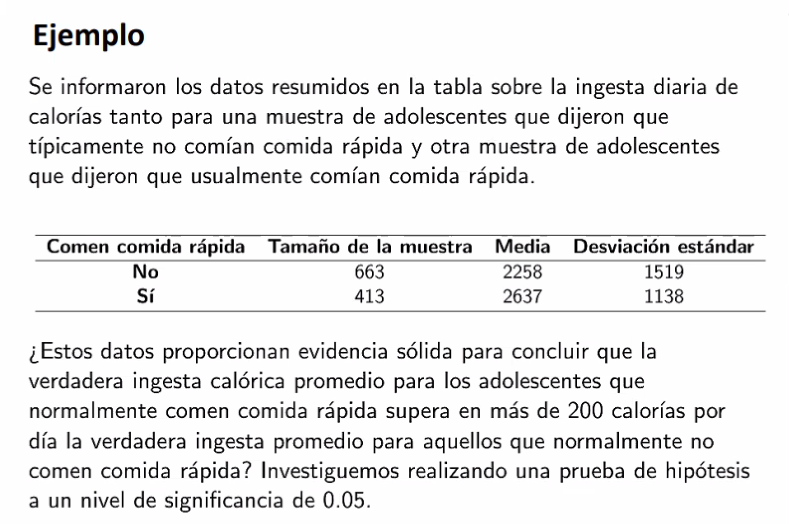 Ejemplo
Se informaron los datos resumidos en la tabla sobre la ingesta diaria de
calorías tanto para una muestra de adolescentes que dijeron que
típicamente no comían comida rápida y otra muestra de adolescentes
que dijeron que usualmente comían comida rápida.
Comen comida rápida Tamaño de la muestra Media Desviación estándar
No 663 2258 1519
Sí 413 2637 1138
¿Estos datos proporcionan evidencia sólida para concluir que la
verdadera ingesta calórica promedio para los adolescentes que
normalmente comen comida rápida supera en más de 200 calorías por
día la verdadera ingesta promedio para aquellos que normalmente no
comen comida rápida? Investiguemos realizando una prueba de hipótesis
a un nivel de significancia de 0.05.